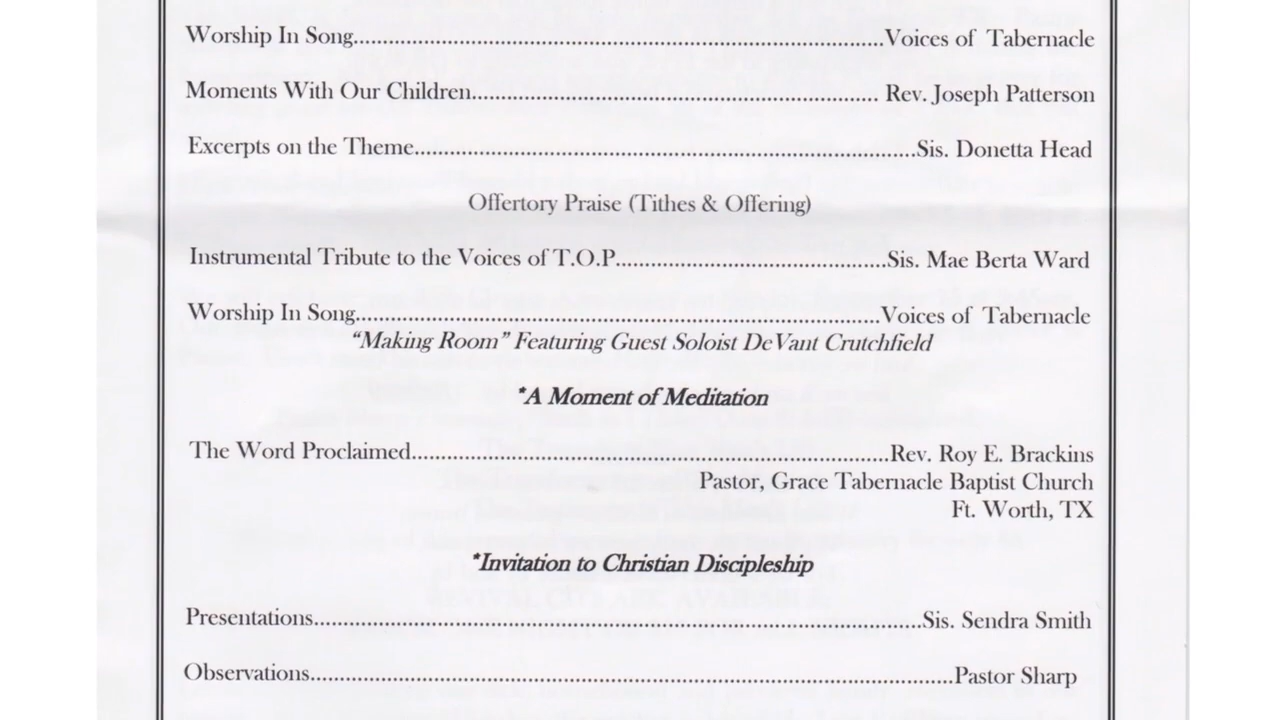 Worship In Song........................................................................................Voices of Tabernacle
Moments With Our Children.................................................................... Rev. Joseph Patterson
Excerpts on the Theme...................................................................................Sis. Donetta Head
Offertory Praise (Tithes & Offering)
Instrumental Tribute to the Voices of T.O.P.............................................Sis. Mae Berta Ward
Worship In Song.......................................................................................Voices of Tabernacle
“Making Room” Featuring Guest Soloist DeVant Crutchfield
*A Moment of Meditation
The Word Proclaimed...............................................................................Rev. Roy E. Brackins
Pastor, Grace Tabernacle Baptist Church
Ft. Worth, TX
*Invitation to Christian Discipleship
Presentations.....................................................................................................Sis. Sendra Smith
Observations...........................................................................................................Pastor Sharp